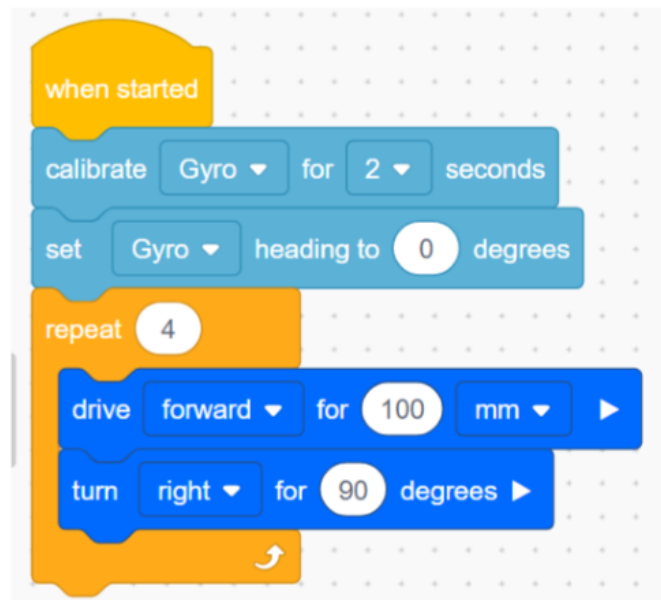 when started
calibrate Gyro for 2 seconds
set Gyro heading to 0 degrees
repeat 4
drive forward for 100 mm
turn right for 90 degrees